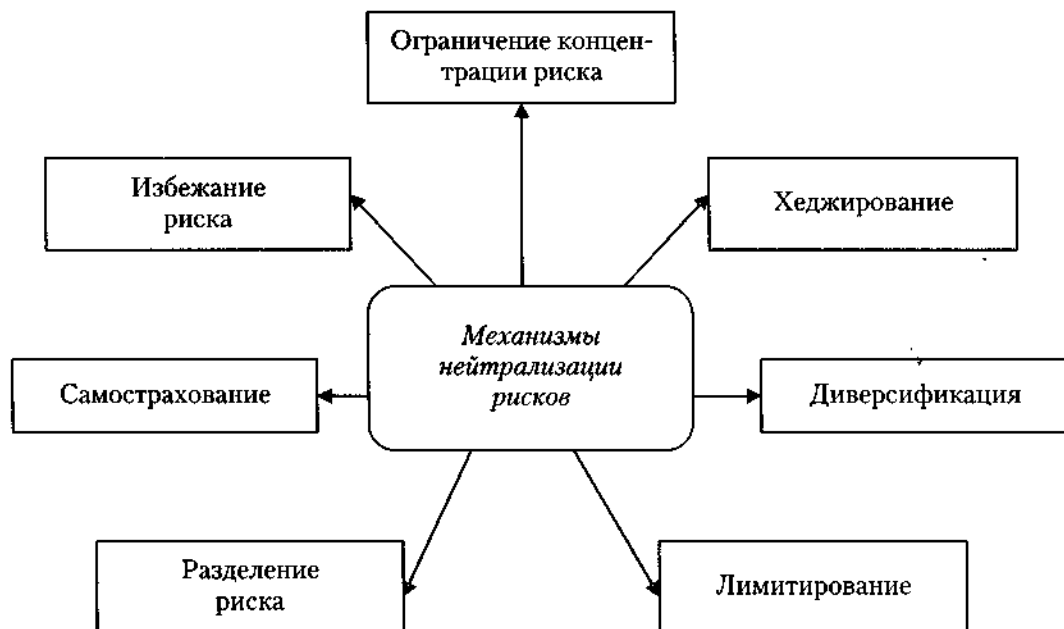 Ограничение концен-
трации риска
Избежание
риска
Хеджирование
Механизмы
нейтрализации
рисков
Самострахование
Диверсификация
Разделение
риска
Лимитирование